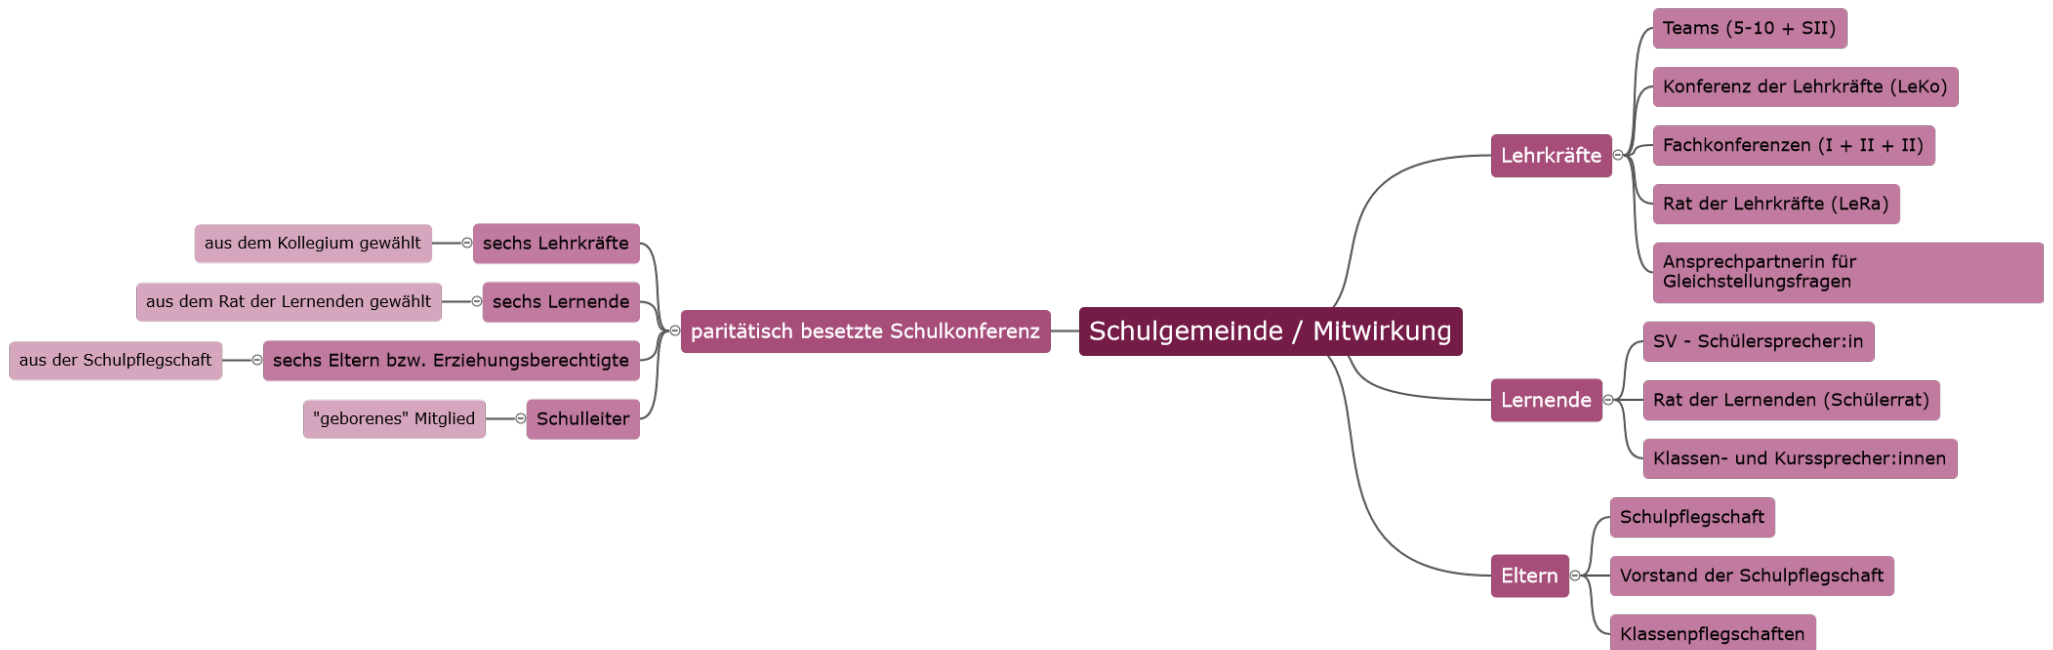 Schulgemeinde / Mitwirkung
paritätisch besetzte Schulkonferenz
sechs Lehrkräfte
aus dem Kollegium gewählt
sechs Lernende
aus dem Rat der Lernenden gewählt
sechs Eltern bzw. Erziehungsberechtigte
aus der Schulpflegschaft
Schulleiter
"geborenes" Mitglied
Lehrkräfte
Teams (5-10 + SII)
Konferenz der Lehrkräfte (LeKo)
Fachkonferenzen (I + II + II)
Rat der Lehrkräfte (LeRa)
Ansprechpartnerin für
Gleichstellungsfragen
Lernende
SV - Schülersprecher:in
Rat der Lernenden (Schülerrat)
Klassen- und Kurssprecher:innen
Eltern
Schulpflegschaft
Vorstand der Schulpflegschaft
Klassenpflegschaften